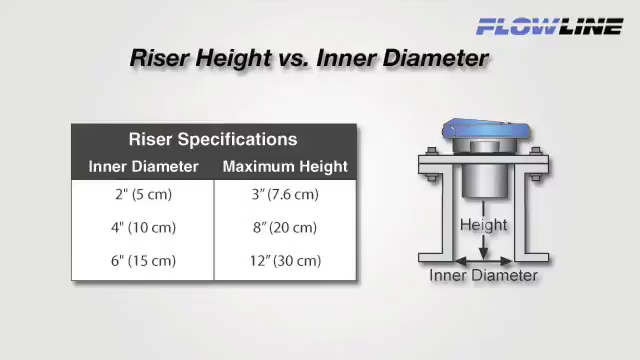 FLOWLINE
Riser Height vs. Inner Diameter
Riser Specifications
Inner Diameter Maximum Height
2" (5 cm) 3” (7.6 cm)
4" (10 cm) 8” (20 cm)
6" (15 cm) 12” (30 cm)
Height
Inner Diameter